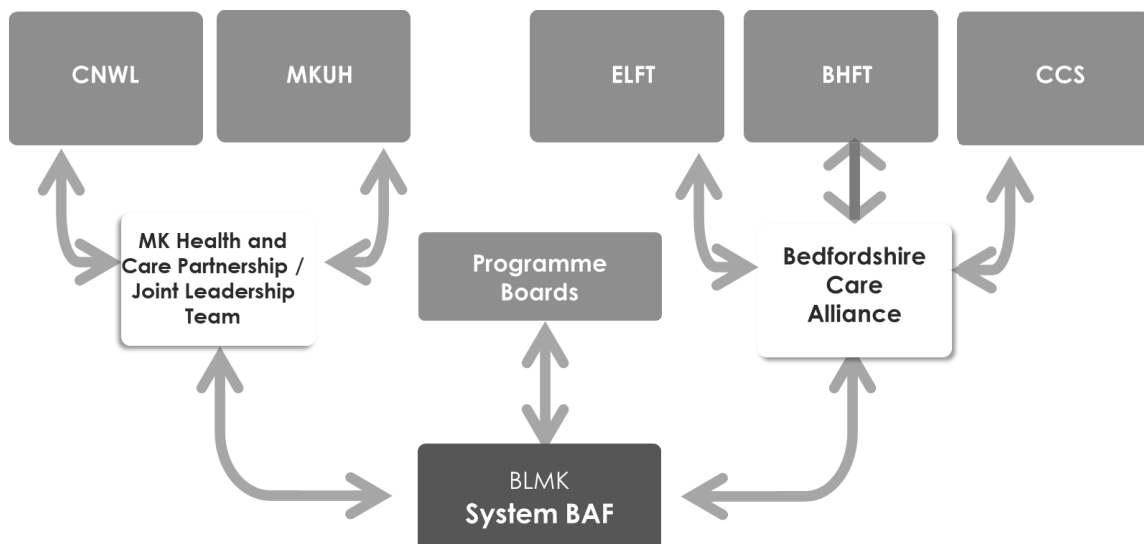 CNWL
MKUH
ELFT
BHFT
CCS
MK Health and
Care Partnership /
Joint Leadership
Team
Programme
Boards
Bedfordshire
Care
Alliance
BLMK
System BAF